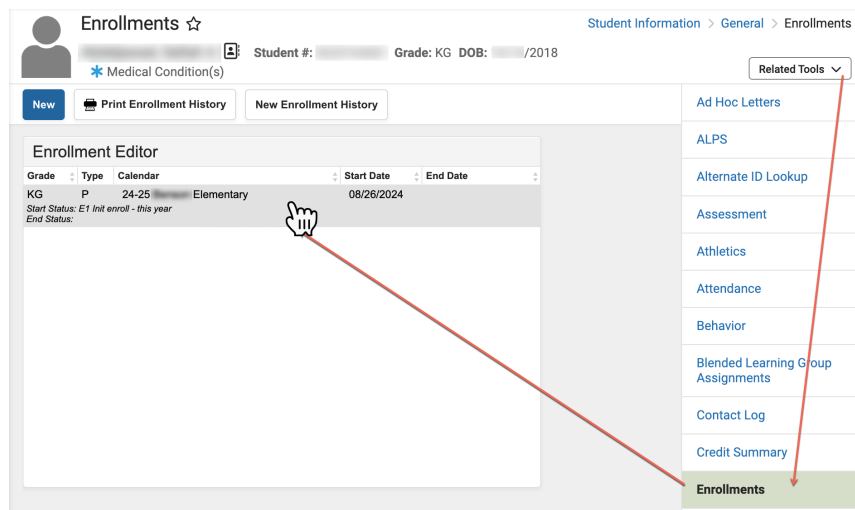 Enrollments
Student Information > General > Enrollments
Student #: Grade: KG DOB: /2018
Medical Condition(s)
Related Tools
New
Print Enrollment History
New Enrollment History
Enrollment Editor
Grade Type Calendar Start Date End Date
KG P 24-25 Elementary 08/26/2024
Start Status: E1 Init enroll - this year
End Status:
Ad Hoc Letters
ALPS
Alternate ID Lookup
Assessment
Athletics
Attendance
Behavior
Blended Learning Group
Assignments
Contact Log
Credit Summary
Enrollments